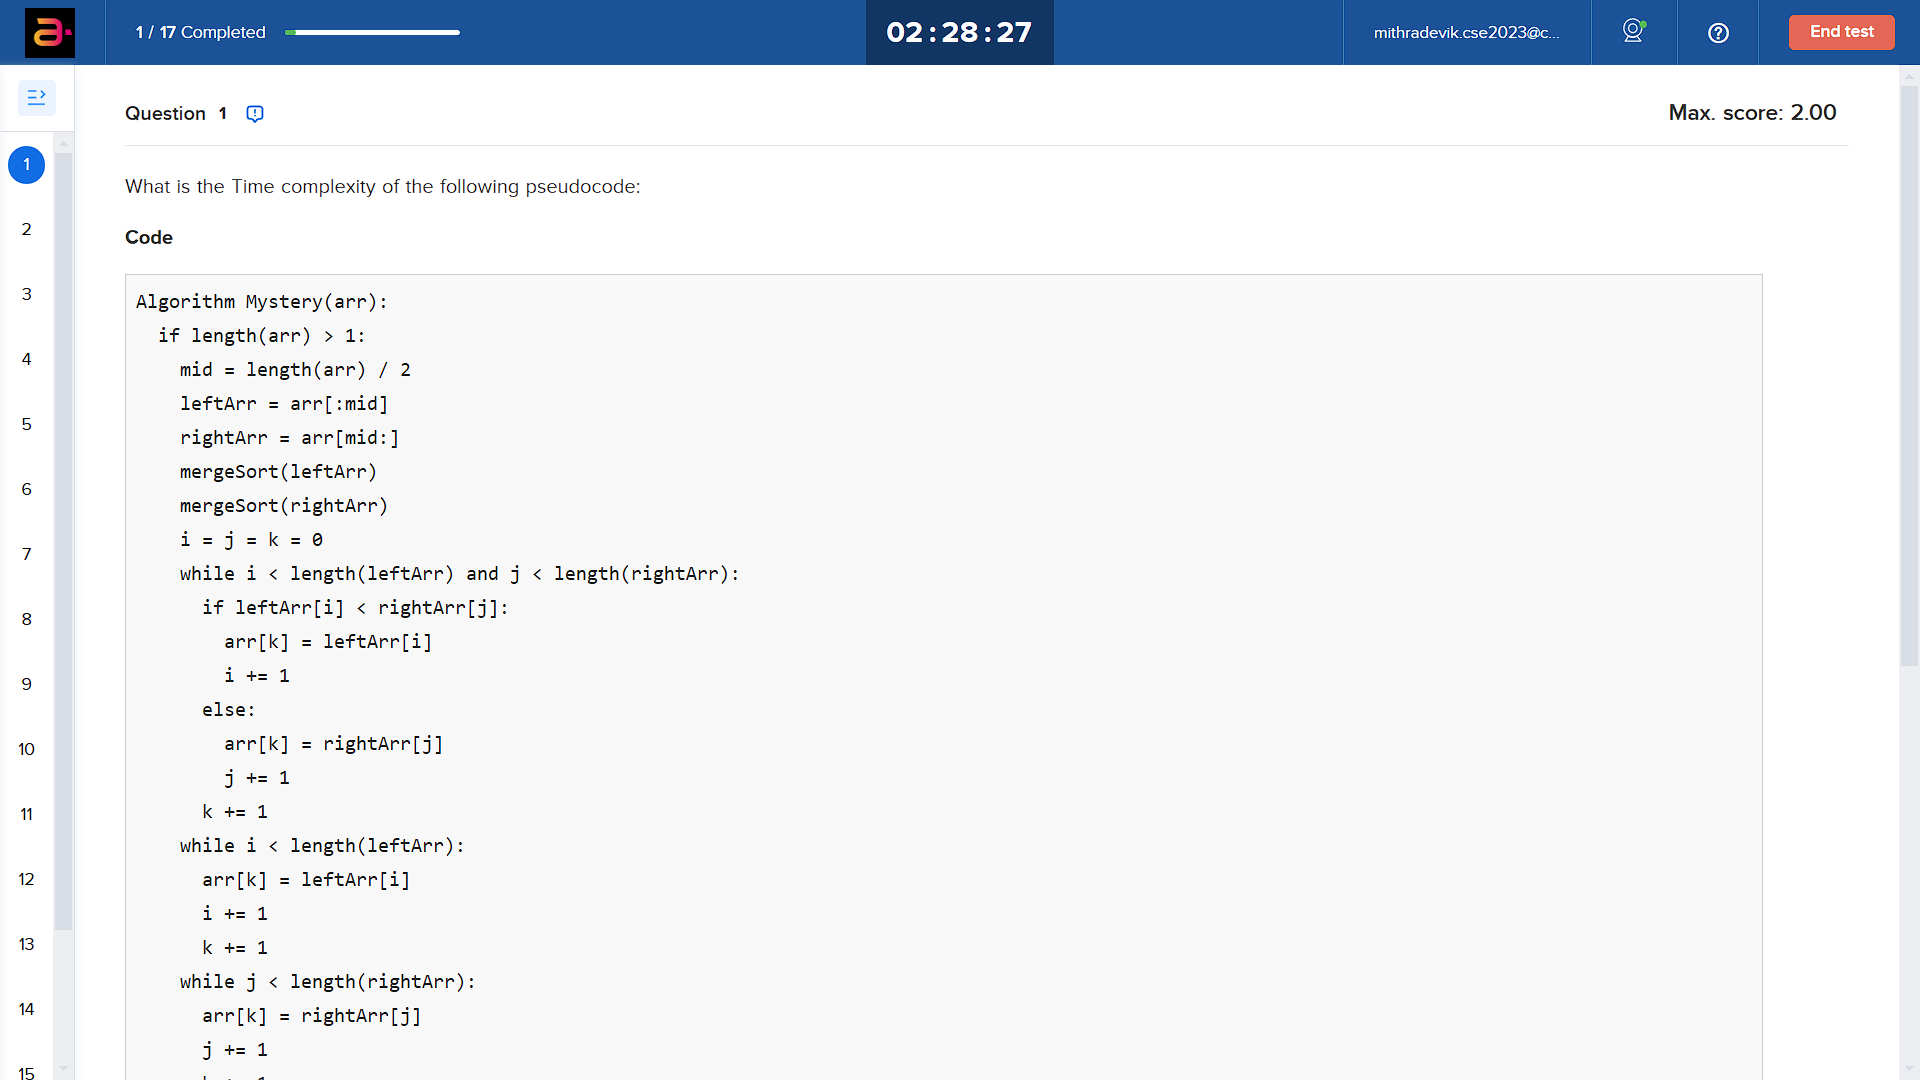 1 / 17 Completed
02:28:27
mithradevik.cse2023@c...
End test
Question 1
Max. score: 2.00
What is the Time complexity of the following pseudocode:
Code
Algorithm Mystery(arr):
  if length(arr) > 1:
    mid = length(arr) / 2
    leftArr = arr[:mid]
    rightArr = arr[mid:]
    mergeSort(leftArr)
    mergeSort(rightArr)
    i = j = k = 0
    while i < length(leftArr) and j < length(rightArr):
      if leftArr[i] < rightArr[j]:
        arr[k] = leftArr[i]
        i += 1
      else:
        arr[k] = rightArr[j]
        j += 1
      k += 1
    while i < length(leftArr):
      arr[k] = leftArr[i]
      i += 1
      k += 1
    while j < length(rightArr):
      arr[k] = rightArr[j]
      j += 1
1
2
3
4
5
6
7
8
9
10
11
12
13
14
15